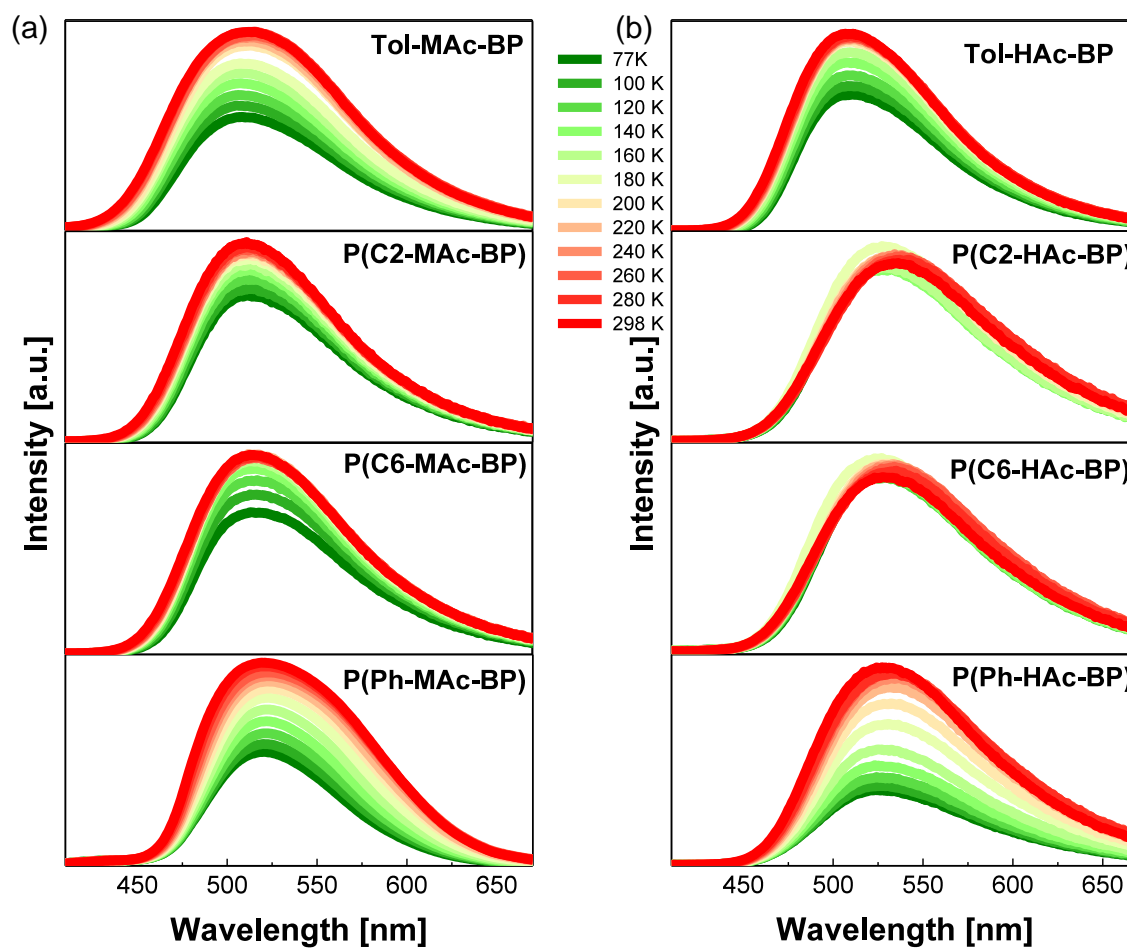 (a)
Tol-MAc-BP
P(C2-MAc-BP)
P(C6-MAc-BP)
P(Ph-MAc-BP)
Intensity [a.u.]
450 500 550 600 650
Wavelength [nm]
77K
100 K
120 K
140 K
160 K
180 K
200 K
220 K
240 K
260 K
280 K
298 K
(b)
Tol-HAc-BP
P(C2-HAc-BP)
P(C6-HAc-BP)
P(Ph-HAc-BP)
Intensity [a.u.]
450 500 550 600 650
Wavelength [nm]